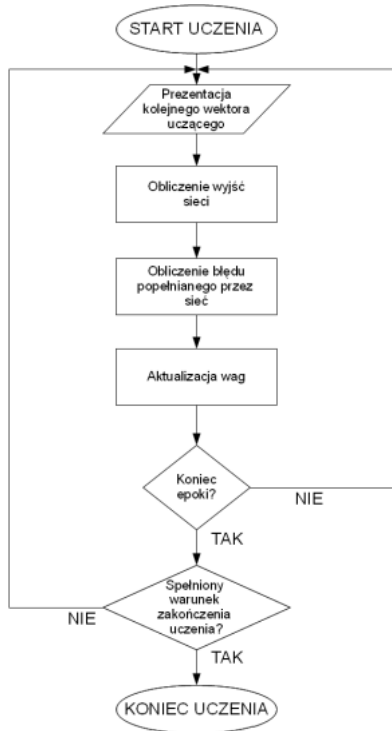 START UCZENIA
Prezentacja
kolejnego wektora
uczącego
Obliczenie wyjść
sieci
Obliczenie błędu
popełnianego przez
sieć
Aktualizacja wag
Koniec
epoki?
NIE
TAK
Spełniony
warunek
zakończenia
uczenia?
NIE
TAK
KONIEC UCZENIA